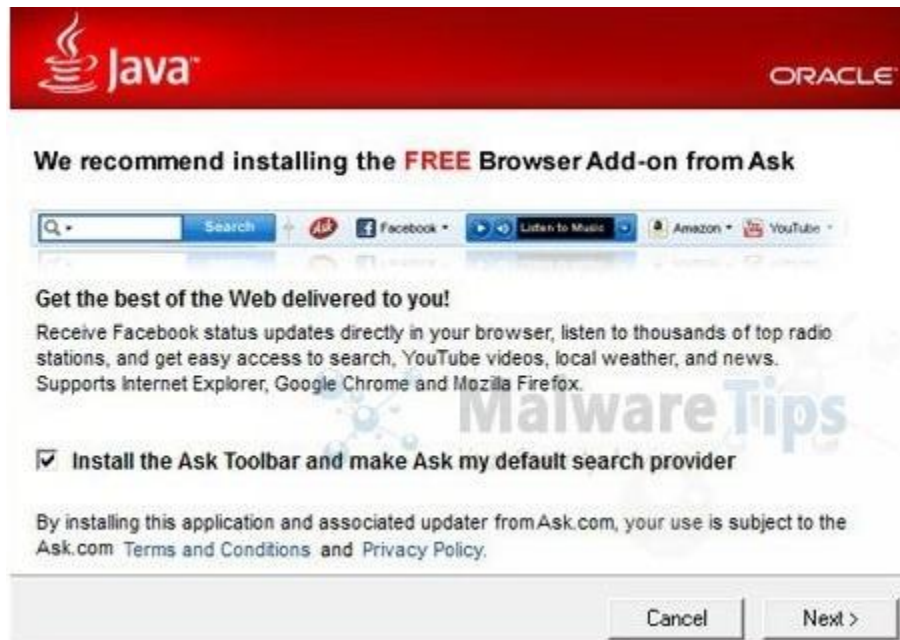 Java™
ORACLE
We recommend installing the FREE Browser Add-on from Ask
Search Ask Facebook Listen to Music Amazon YouTube
Get the best of the Web delivered to you!
Receive Facebook status updates directly in your browser, listen to thousands of top radio
stations, and get easy access to search, YouTube videos, local weather, and news.
Supports Internet Explorer, Google Chrome and Mozilla Firefox.
Malware Tips
Install the Ask Toolbar and make Ask my default search provider
By installing this application and associated updater from Ask.com, your use is subject to the
Ask.com Terms and Conditions and Privacy Policy.
Cancel Next >